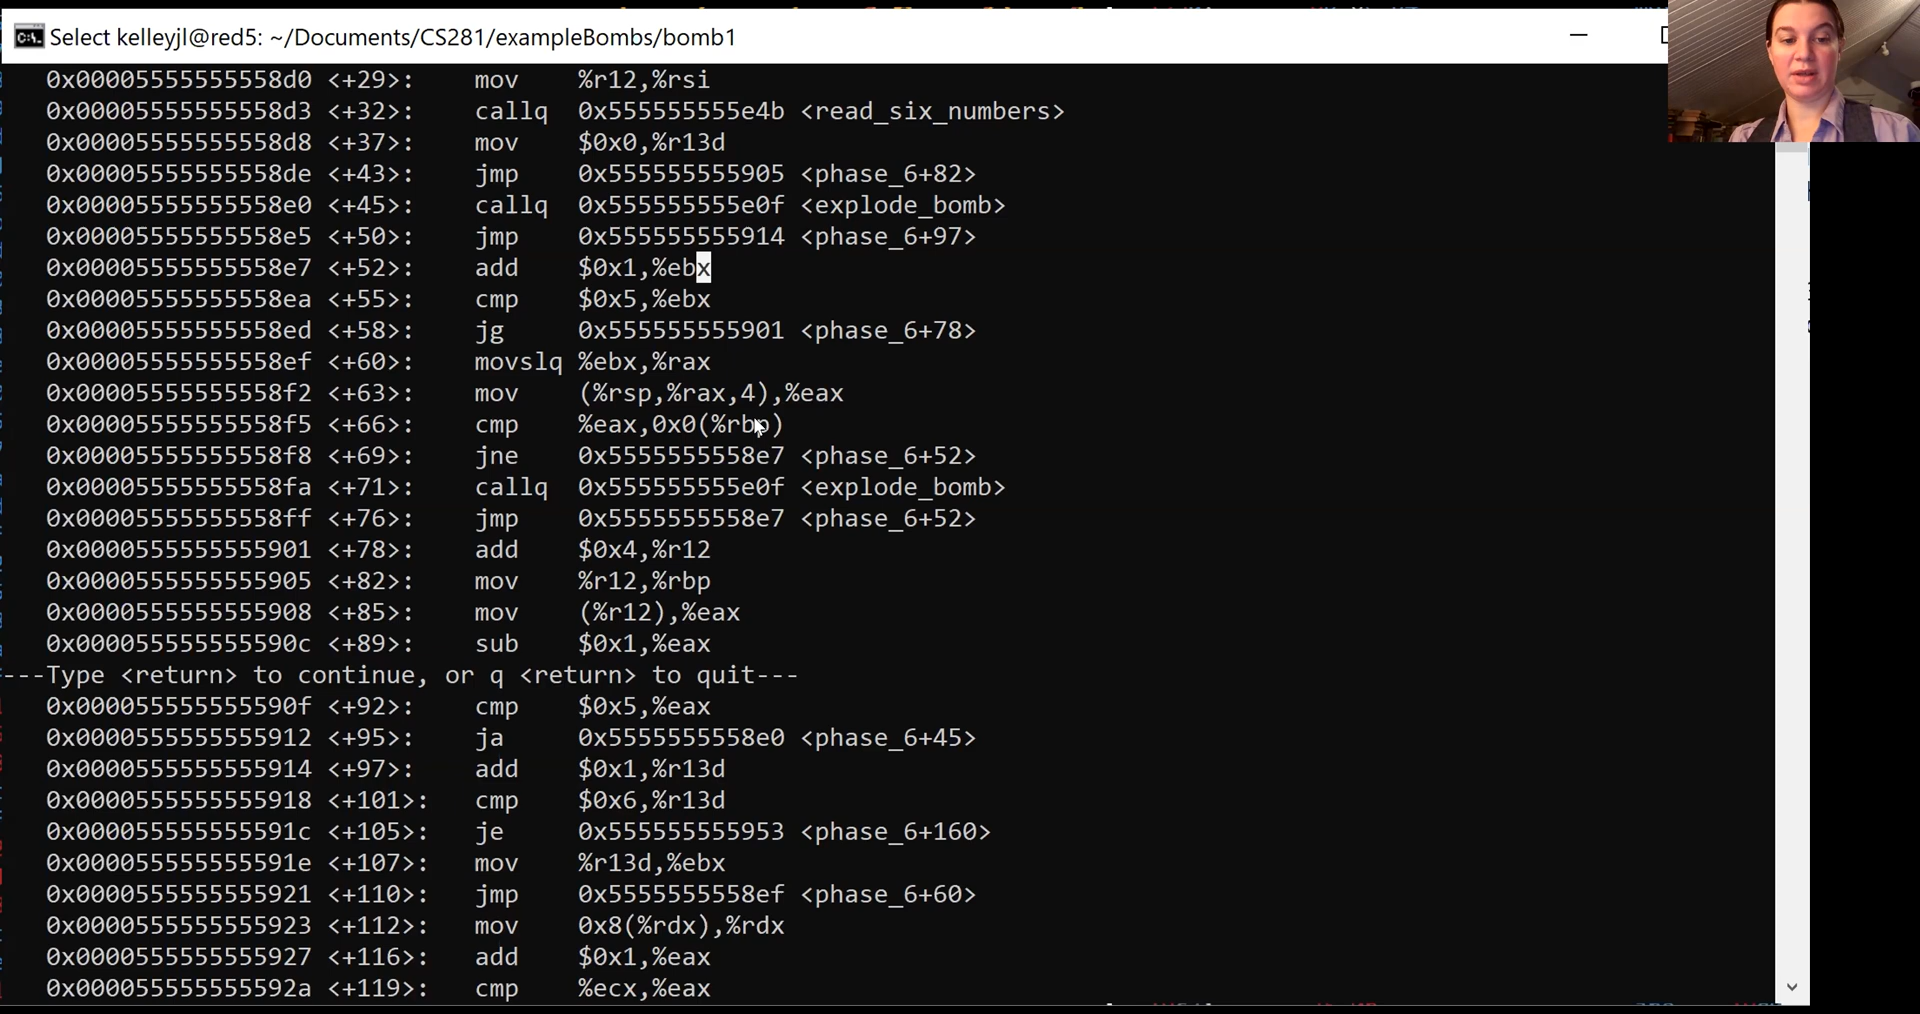 Select kelleyjl@red5: ~/Documents/CS281/exampleBombs/bomb1
0x00005555555558d0 <+29>: mov %r12,%rsi
0x00005555555558d3 <+32>: callq 0x555555555e4b <read_six_numbers>
0x00005555555558d8 <+37>: mov $0x0,%r13d
0x00005555555558de <+43>: jmp 0x555555555905 <phase_6+82>
0x00005555555558e0 <+45>: callq 0x555555555e0f <explode_bomb>
0x00005555555558e5 <+50>: jmp 0x555555555914 <phase_6+97>
0x00005555555558e7 <+52>: add $0x1,%ebx
0x00005555555558ea <+55>: cmp $0x5,%ebx
0x00005555555558ed <+58>: jg 0x555555555901 <phase_6+78>
0x00005555555558ef <+60>: movslq %ebx,%rax
0x00005555555558f2 <+63>: mov (%rsp,%rax,4),%eax
0x00005555555558f5 <+66>: cmp %eax,0x0(%rbp)
0x00005555555558f8 <+69>: jne 0x5555555558e7 <phase_6+52>
0x00005555555558fa <+71>: callq 0x555555555e0f <explode_bomb>
0x00005555555558ff <+76>: jmp 0x5555555558e7 <phase_6+52>
0x0000555555555901 <+78>: add $0x4,%r12
0x0000555555555905 <+82>: mov %r12,%rbp
0x0000555555555908 <+85>: mov (%r12),%eax
0x000055555555590c <+89>: sub $0x1,%eax
---Type <return> to continue, or q <return> to quit---
0x000055555555590f <+92>: cmp $0x5,%eax
0x0000555555555912 <+95>: ja 0x5555555558e0 <phase_6+45>
0x0000555555555914 <+97>: add $0x1,%r13d
0x0000555555555918 <+101>: cmp $0x6,%r13d
0x000055555555591c <+105>: je 0x555555555953 <phase_6+160>
0x000055555555591e <+107>: mov %r13d,%ebx
0x0000555555555921 <+110>: jmp 0x5555555558ef <phase_6+60>
0x0000555555555923 <+112>: mov 0x8(%rdx),%rdx
0x0000555555555927 <+116>: add $0x1,%eax
0x000055555555592a <+119>: cmp %ecx,%eax